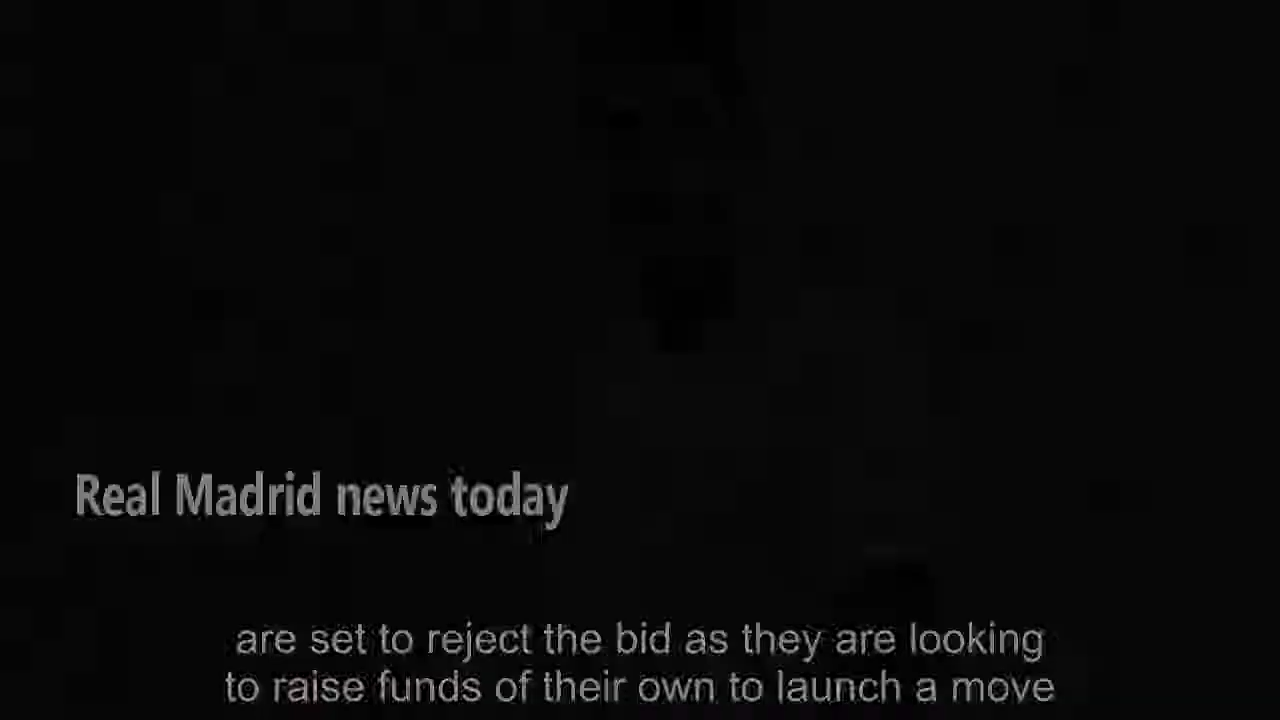 Real Madrid news today
are set to reject the bid as they are looking
to raise funds of their own to launch a move